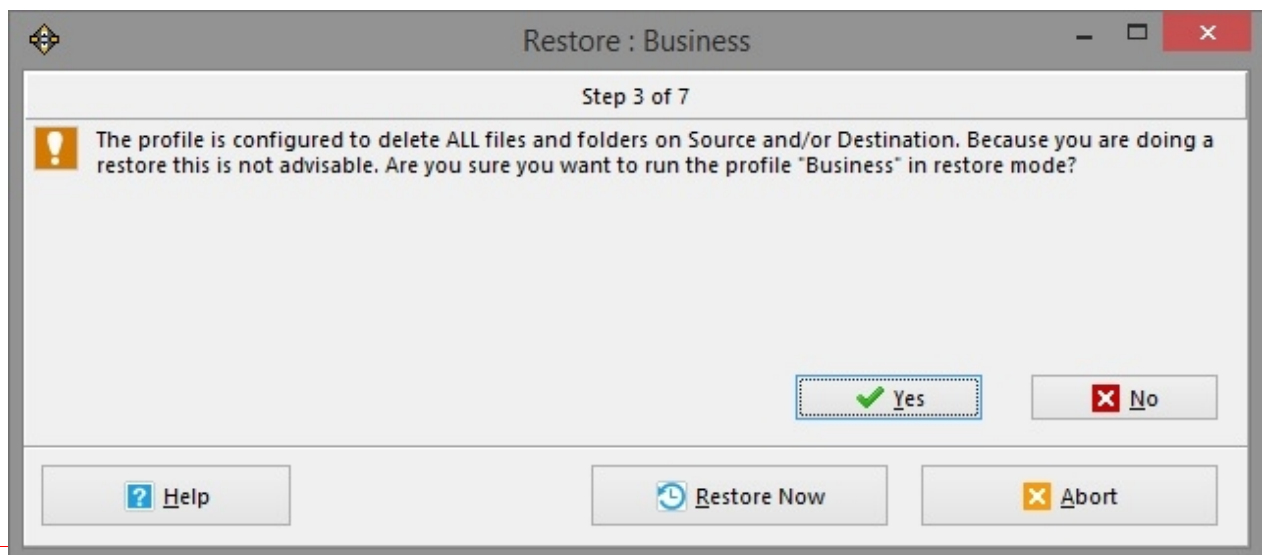 Restore : Business
Step 3 of 7
The profile is configured to delete ALL files and folders on Source and/or Destination. Because you are doing a
restore this is not advisable. Are you sure you want to run the profile "Business" in restore mode?
Yes
No
Help
Restore Now
Abort